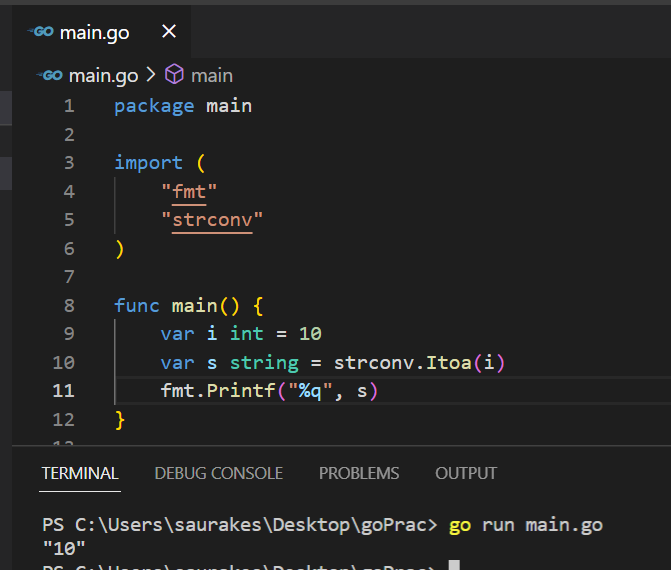 GO main.go ×
GO main.go > main
1 package main
2
3 import (
4     "fmt"
5     "strconv"
6 )
7
8 func main() {
9     var i int = 10
10     var s string = strconv.Itoa(i)
11     fmt.Printf("%q", s)
12 }
13
TERMINAL DEBUG CONSOLE PROBLEMS OUTPUT
PS C:\Users\saurakes\Desktop\goPrac> go run main.go
"10"
PS C:\Users\saurakes\Desktop\goPrac>